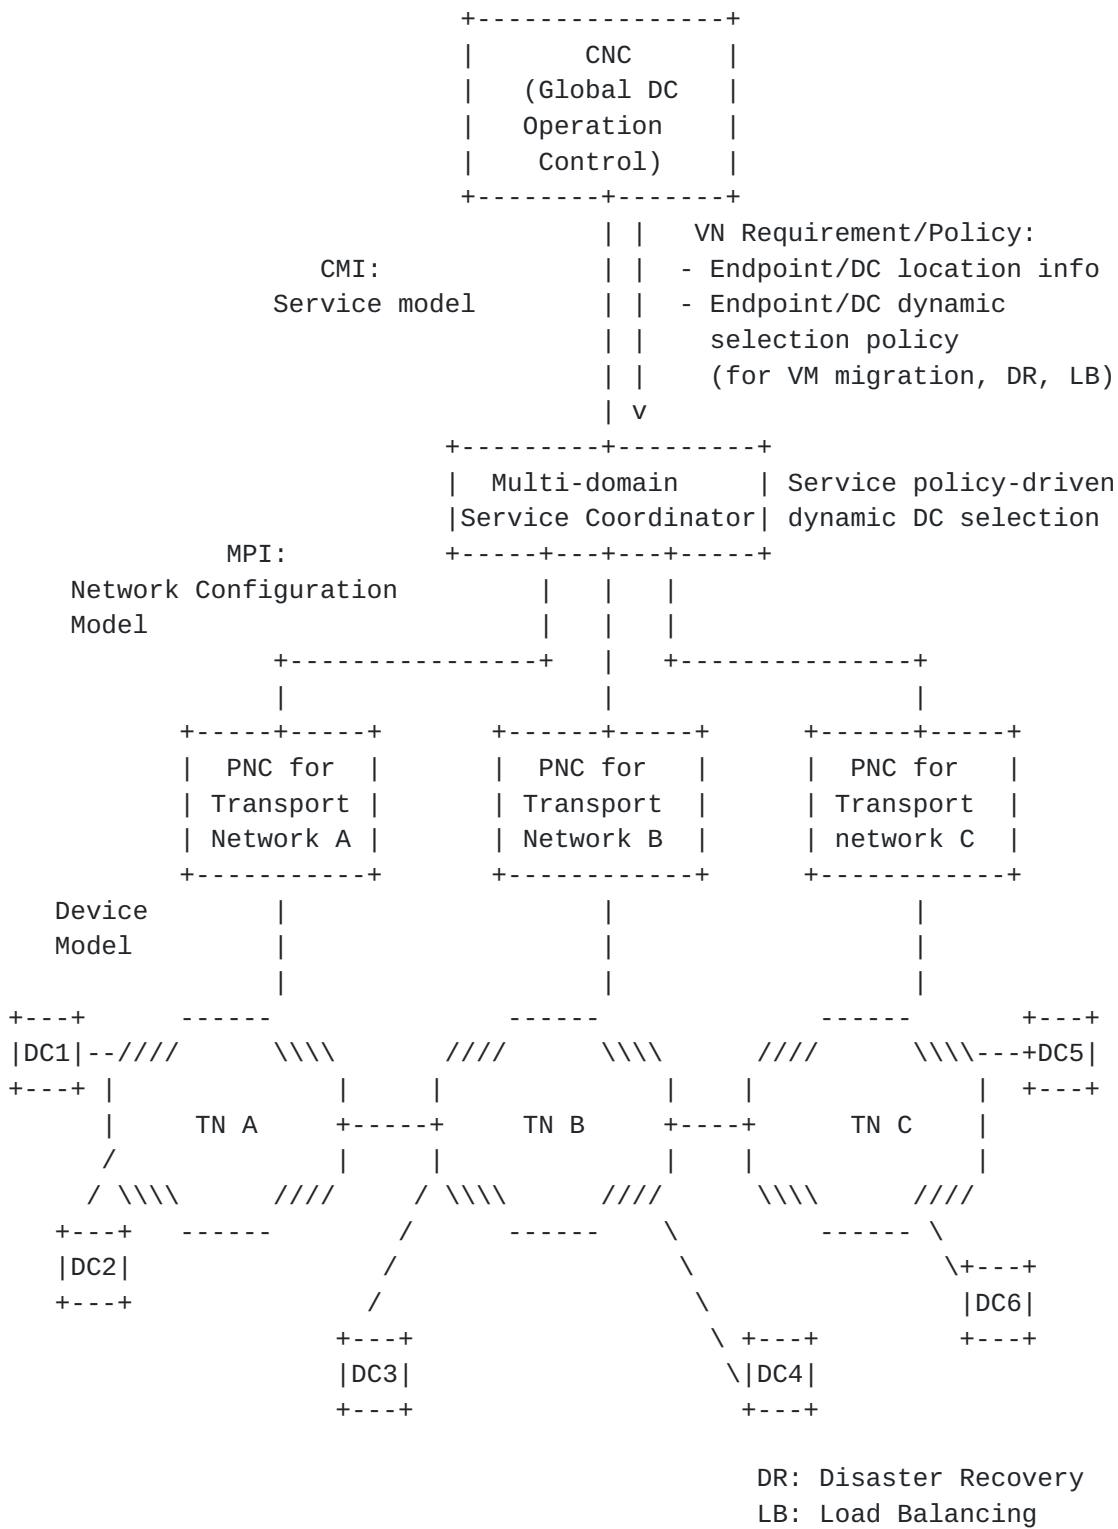 CNC
(Global DC
Operation
Control)
VN Requirement/Policy:
CMI: - Endpoint/DC location info
Service model - Endpoint/DC dynamic
selection policy
(for VM migration, DR, LB)
v
Multi-domain Service policy-driven
Service Coordinator dynamic DC selection
MPI:
Network Configuration
Model
PNC for PNC for PNC for
Transport Transport Transport
Network A Network B network C
Device
Model
DC1 DC5
TN A TN B TN C
DC2
DC6
DC3 DC4
DR: Disaster Recovery
LB: Load Balancing